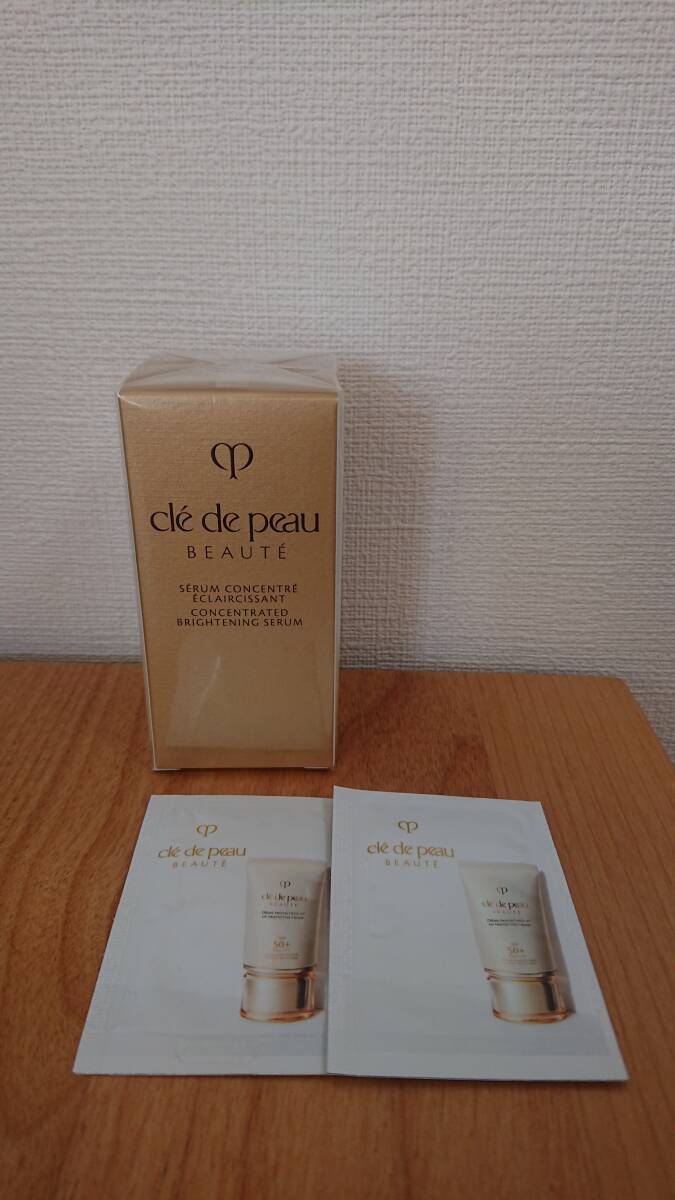 clé de peau
BEAUTÉ
SÉRUM CONCENTRÉ
ÉCLAIRCISSANT
CONCENTRATED
BRIGHTENING SERUM
clé de peau
BEAUTÉ
clé de peau
BEAUTÉ
50+
clé de peau
BEAUTÉ
clé de peau
BEAUTÉ
50+